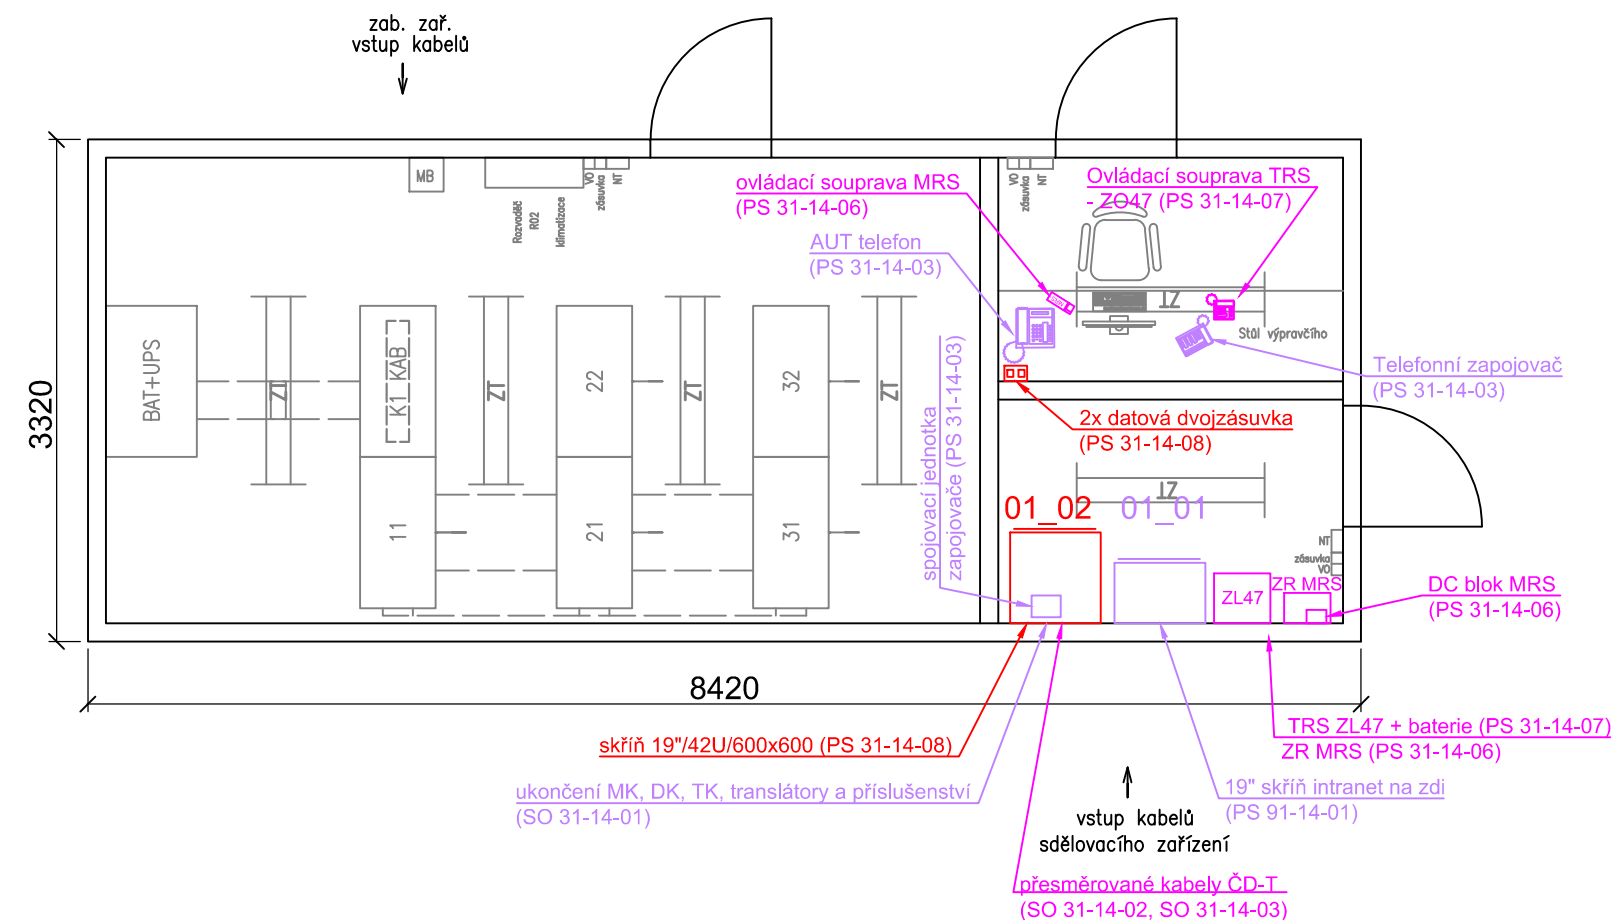 zab. zař.
vstup kabelů
MB
Rozvaděč
R02
klimatizace
VO
zásuvka
NT
VO
zásuvka
NT
ovládací souprava MRS
(PS 31-14-06)
Ovládací souprava TRS
- ZO47 (PS 31-14-07)
AUT telefon
(PS 31-14-03)
ZT
Stůl výpravčího
Telefonní zapojovač
(PS 31-14-03)
BAT+UPS
ZT
K1 KAB
ZT
22
ZT
32
ZT
3320
2x datová dvojzásuvka
(PS 31-14-08)
spojovací jednotka
zapojovače (PS 31-14-03)
ZT
01_02
01_01
11
21
31
NT
zásuvka
VO
ZL47
ZR MRS
DC blok MRS
(PS 31-14-06)
8420
skříň 19"/42U/600x600 (PS 31-14-08)
TRS ZL47 + baterie (PS 31-14-07)
ZR MRS (PS 31-14-06)
ukončení MK, DK, TK, translátory a příslušenství
(SO 31-14-01)
19" skříň intranet na zdi
(PS 91-14-01)
vstup kabelů
sdělovacího zařízení
přesměrované kabely ČD-T
(SO 31-14-02, SO 31-14-03)